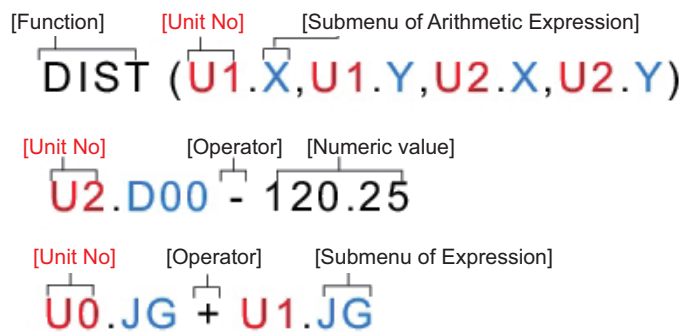 [Function] [Unit No] [Submenu of Arithmetic Expression]
DIST (U1.X,U1.Y,U2.X,U2.Y)
[Unit No] [Operator] [Numeric value]
U2.D00 - 120.25
[Unit No] [Operator] [Submenu of Expression]
U0.JG + U1.JG